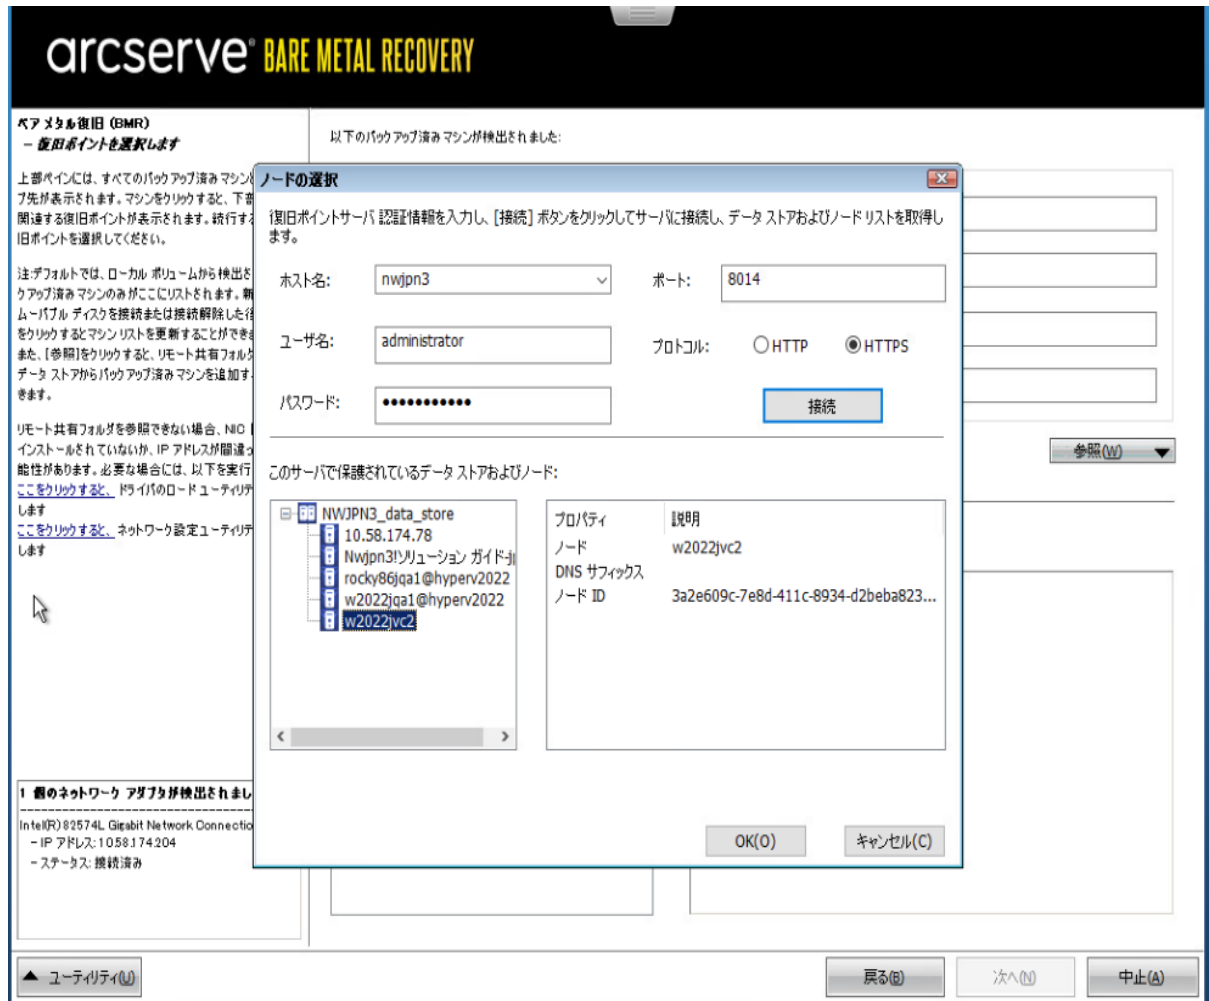 arcserve® BARE METAL RECOVERY
ベア メタル復旧 (BMR)
- 復旧ポイントを選択します
上部ペインには、すべてのバックアップ済みマシンと
プ先が表示されます。マシンをクリックすると、下部
関連する復旧ポイントが表示されます。続行する
旧ポイントを選択してください。
注:デフォルトでは、ローカル ボリュームから検出さ
クアップ済みマシンのみがここにリストされます。新
ムーバブル ディスクを接続または接続解除した後
をクリックするとマシン リストを更新することができま
また、[参照]をクリックすると、リモート共有フォルダ
データ ストアからバックアップ済みマシンを追加す
きます。
リモート共有フォルダを参照できない場合、NIC
インストールされていないか、IP アドレスが間違っ
能性があります。必要な場合には、以下を実行
ここをクリックすると、ドライバのロード ユーティリテ
します
ここをクリックすると、ネットワーク設定ユーティリテ
します
1 個のネットワーク アダプタが検出されまし
Intel(R) 82574L Gigabit Network Connectio
- IP アドレス: 10.58.174.204
- ステータス: 接続済み
以下のバックアップ済みマシンが検出されました:
参照(W)
ノードの選択
復旧ポイントサーバ 認証情報を入力し、[接続] ボタンをクリックしてサーバに接続し、データ ストアおよびノード リストを取得し
ます。
ホスト名: nwjpn3 ポート: 8014
ユーザ名: administrator プロトコル: HTTP HTTPS
パスワード: ●●●●●●●●●●● 接続
このサーバで保護されているデータ ストアおよびノード:
NWJPN3_data_store
10.58.174.78
Nwjpn3!ソリューション ガイド-j
rocky86jqa1@hyperv2022
w2022jqa1@hyperv2022
w2022jvc2
プロパティ 説明
ノード w2022jvc2
DNS サフィックス
ノード ID 3a2e609c-7e8d-411c-8934-d2beba823...
OK(O) キャンセル(C)
ユーティリティ(U) 戻る(B) 次へ(N) 中止(A)